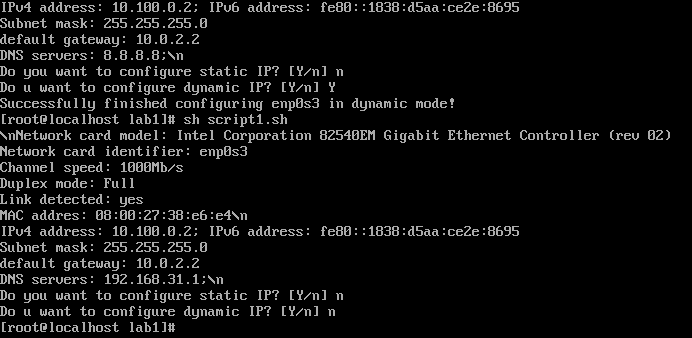 IPv4 address: 10.100.0.2; IPv6 address: fe80::1838:d5aa:ce2e:8695
Subnet mask: 255.255.255.0
default gateway: 10.0.2.2
DNS servers: 8.8.8.8;\n
Do you want to configure static IP? [Y/n] n
Do u want to configure dynamic IP? [Y/n] Y
Successfully finished configuring enp0s3 in dynamic mode!
[root@localhost lab1]# sh script1.sh
\nNetwork card model: Intel Corporation 82540EM Gigabit Ethernet Controller (rev 02)
Network card identifier: enp0s3
Channel speed: 1000Mb/s
Duplex mode: Full
Link detected: yes
MAC addres: 08:00:27:38:e6:e4\n
IPv4 address: 10.100.0.2; IPv6 address: fe80::1838:d5aa:ce2e:8695
Subnet mask: 255.255.255.0
default gateway: 10.0.2.2
DNS servers: 192.168.31.1;\n
Do you want to configure static IP? [Y/n] n
Do u want to configure dynamic IP? [Y/n] n
[root@localhost lab1]#